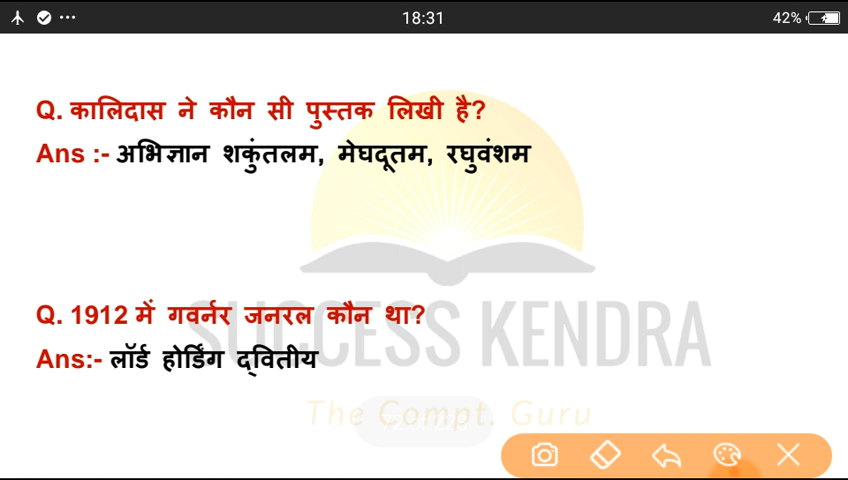 18:31
42%
Q. कालिदास ने कौन सी पुस्तक लिखी है?
Ans :- अभिज्ञान शकुंतलम, मेघदूतम, रघुवंशम
Q. 1912 में गवर्नर जनरल कौन था?
Ans:- लॉर्ड होर्डिंग द्वितीय
SUCCESS KENDRA
The Compt. Guru